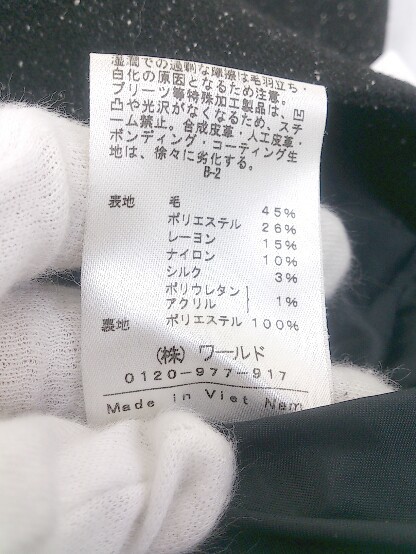 湿潤での過剰な摩擦は毛羽立ち・
白化の原因となるため注意。
プリーツ等特殊加工製品は、凹
凸や光沢がなくなるため、スチ
ーム禁止。合成皮革・人工皮革・
ボンディング・コーティング生
地は、徐々に劣化する。
B-2
表地 毛 45%
ポリエステル 26%
レーヨン 15%
ナイロン 10%
シルク 3%
ポリウレタン
アクリル 1%
裏地 ポリエステル 100%
(株) ワールド
0120-977-917
Made in Viet Nam